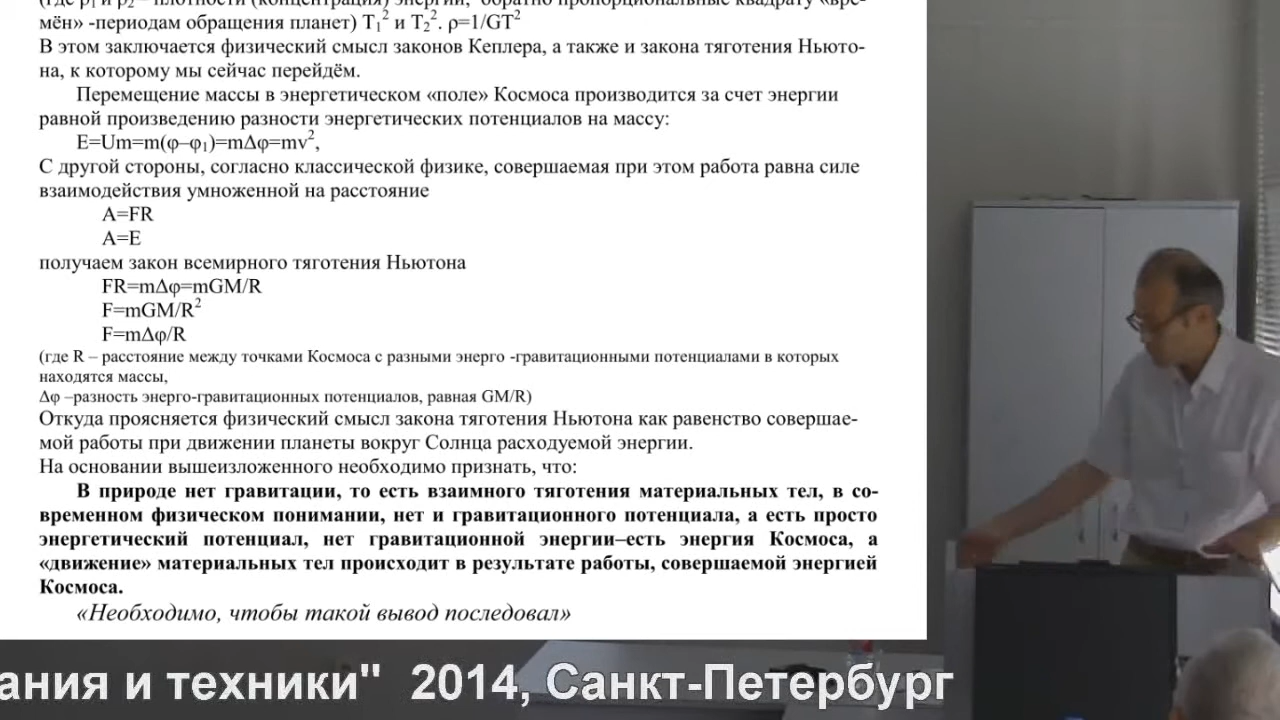 (где ρ₁ и ρ₂ – плотности (концентрация) энергии, обратно пропорциональные квадрату «вре-
мён» -периодам обращения планет) T₁² и T₂². ρ=1/GT²
В этом заключается физический смысл законов Кеплера, а также и закона тяготения Ньюто-
на, к которому мы сейчас перейдём.
Перемещение массы в энергетическом «поле» Космоса производится за счет энергии
равной произведению разности энергетических потенциалов на массу:
E=Um=m(φ–φ₁)=mΔφ=mv²,
С другой стороны, согласно классической физике, совершаемая при этом работа равна силе
взаимодействия умноженной на расстояние
A=FR
A=E
получаем закон всемирного тяготения Ньютона
FR=mΔφ=mGM/R
F=mGM/R²
F=mΔφ/R
(где R – расстояние между точками Космоса с разными энерго -гравитационными потенциалами в которых
находятся массы,
Δφ –разность энерго-гравитационных потенциалов, равная GM/R)
Откуда проясняется физический смысл закона тяготения Ньютона как равенство совершае-
мой работы при движении планеты вокруг Солнца расходуемой энергии.
На основании вышеизложенного необходимо признать, что:
В природе нет гравитации, то есть взаимного тяготения материальных тел, в со-
временном физическом понимании, нет и гравитационного потенциала, а есть просто
энергетический потенциал, нет гравитационной энергии–есть энергия Космоса, а
«движение» материальных тел происходит в результате работы, совершаемой энергией
Космоса.
«Необходимо, чтобы такой вывод последовал»
ания и техники" 2014, Санкт-Петербург